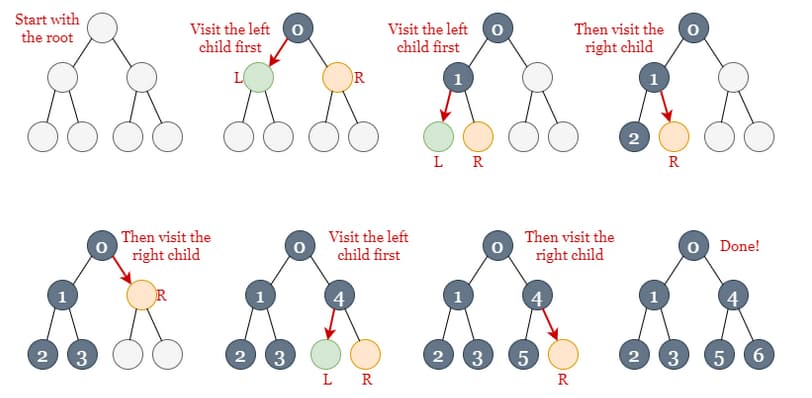 Start with
the root
Visit the left
child first
0
L
R
Visit the left
child first
0
1
L
R
Then visit the
right child
0
1
2
R
0
Then visit the
right child
1
R
2
3
0
Visit the left
child first
1
4
2
3
L
R
0
Then visit the
right child
1
4
2
3
5
R
0
Done!
1
4
2
3
5
6